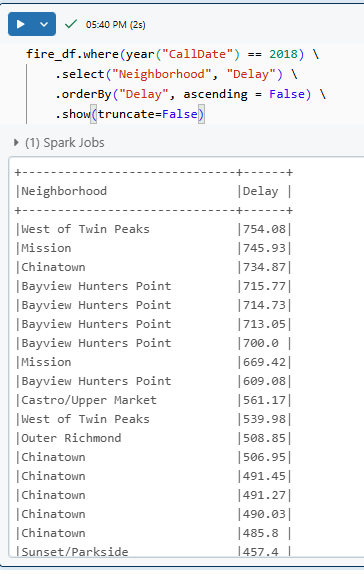 05:40 PM (2s)
fire_df.where(year("CallDate") == 2018) \
.select("Neighborhood", "Delay") \
.orderBy("Delay", ascending = False) \
.show(truncate=False)
(1) Spark Jobs
+------------------------------+------+
|Neighborhood |Delay |
+------------------------------+------+
|West of Twin Peaks |754.08|
|Mission |745.93|
|Chinatown |734.87|
|Bayview Hunters Point |715.77|
|Bayview Hunters Point |714.73|
|Bayview Hunters Point |713.05|
|Bayview Hunters Point |700.0 |
|Mission |669.42|
|Bayview Hunters Point |609.08|
|Castro/Upper Market |561.17|
|West of Twin Peaks |539.98|
|Outer Richmond |508.85|
|Chinatown |506.95|
|Chinatown |491.45|
|Chinatown |491.27|
|Chinatown |490.03|
|Chinatown |485.8 |
|Sunset/Parkside |457.4 |